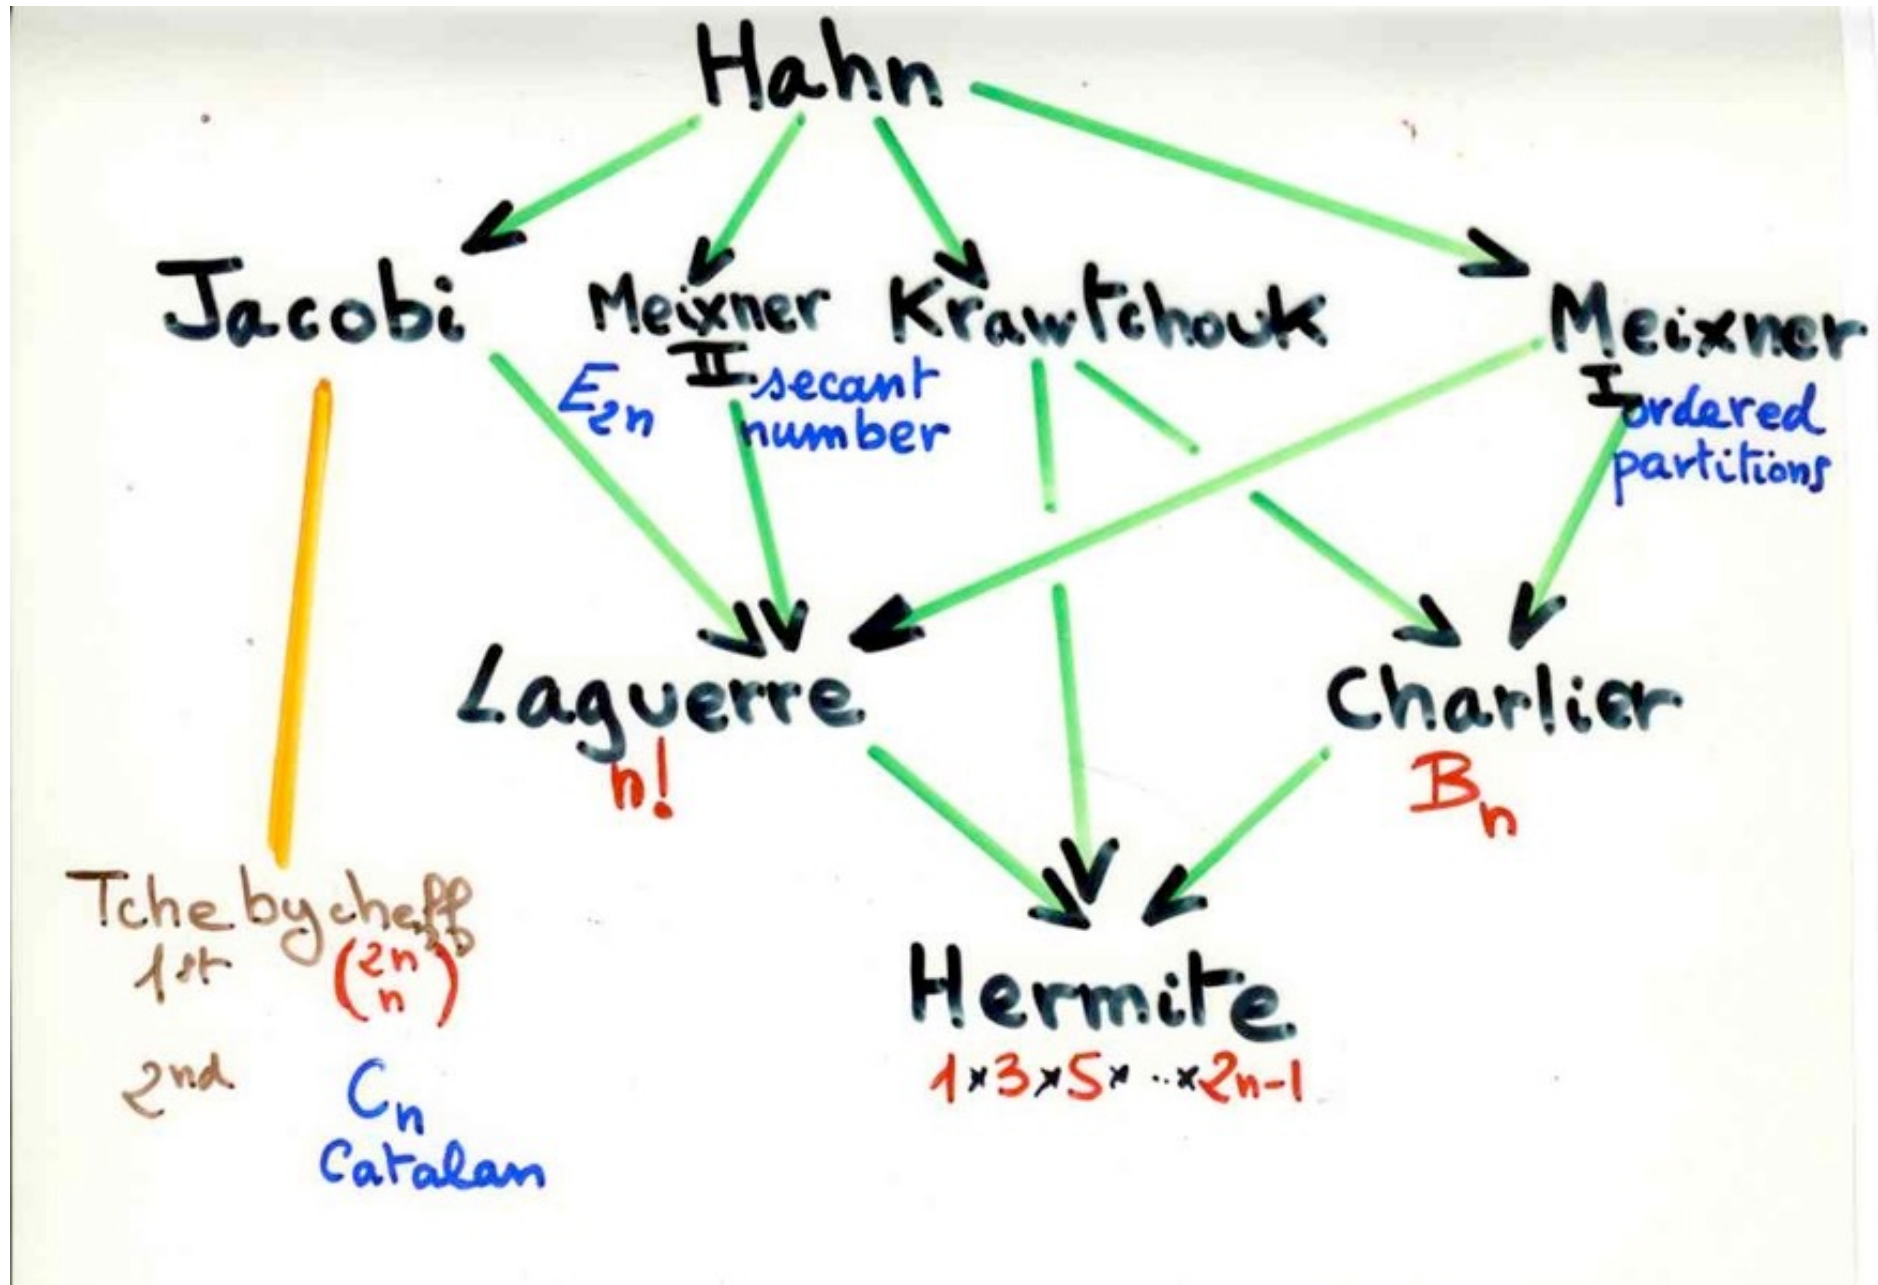 Hahn
Jacobi Meixner Krawtchouk Meixner
II I
E2n secant ordered
number partitions
Laguerre Charlier
n! Bn
Tchebycheff
1st (2n n)
Hermite
2nd Cn 1×3×5×..×2n-1
Catalan